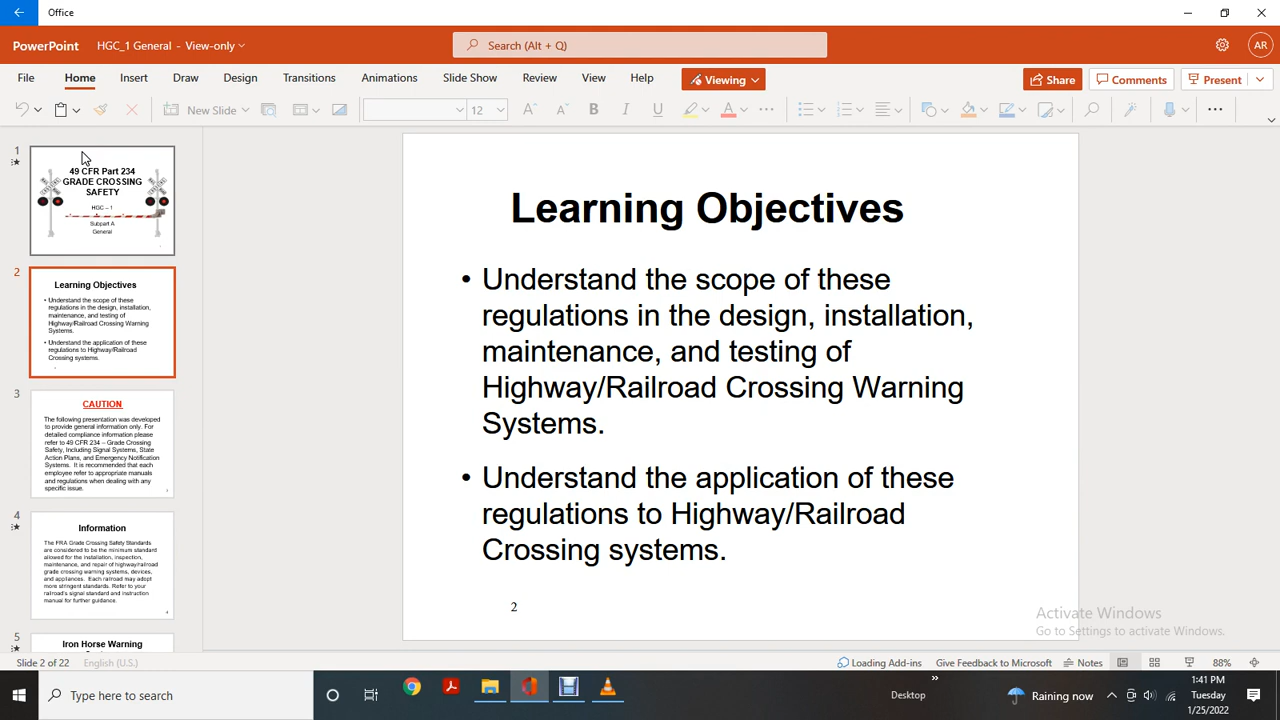 Office
PowerPoint HGC_1 General - View-only Search (Alt + Q) AR
File Home Insert Draw Design Transitions Animations Slide Show Review View Help Viewing Share Comments Present
New Slide 12 B I U A
1
49 CFR Part 234
GRADE CROSSING
SAFETY
HGC – 1
Subpart A
General
2
Learning Objectives
• Understand the scope of these
regulations in the design, installation,
maintenance, and testing of
Highway/Railroad Crossing Warning
Systems.
• Understand the application of these
regulations to Highway/Railroad
Crossing systems.
3
CAUTION
The following presentation was developed
to provide general information only. For
detailed compliance information please
refer to 49 CFR 234 – Grade Crossing
Safety, Including Signal Systems, State
Action Plans, and Emergency Notification
Systems. It is recommended that each
employee refer to appropriate manuals
and regulations when dealing with any
specific issue.
4
Information
The FRA Grade Crossing Safety Standards
are considered to be the minimum standard
allowed for the installation, inspection,
maintenance, and repair of highway/railroad
grade crossing warning systems, devices,
and appliances. Each railroad may adopt
more stringent standards. Refer to your
railroad's signal standard and instruction
manual for further guidance.
4
5
Iron Horse Warning
Learning Objectives
• Understand the scope of these
regulations in the design, installation,
maintenance, and testing of
Highway/Railroad Crossing Warning
Systems.
• Understand the application of these
regulations to Highway/Railroad
Crossing systems.
2
Activate Windows
Go to Settings to activate Windows.
Slide 2 of 22 English (U.S.) Loading Add-ins Give Feedback to Microsoft Notes 88%
Type here to search Desktop Raining now
1:41 PM
Tuesday
1/25/2022